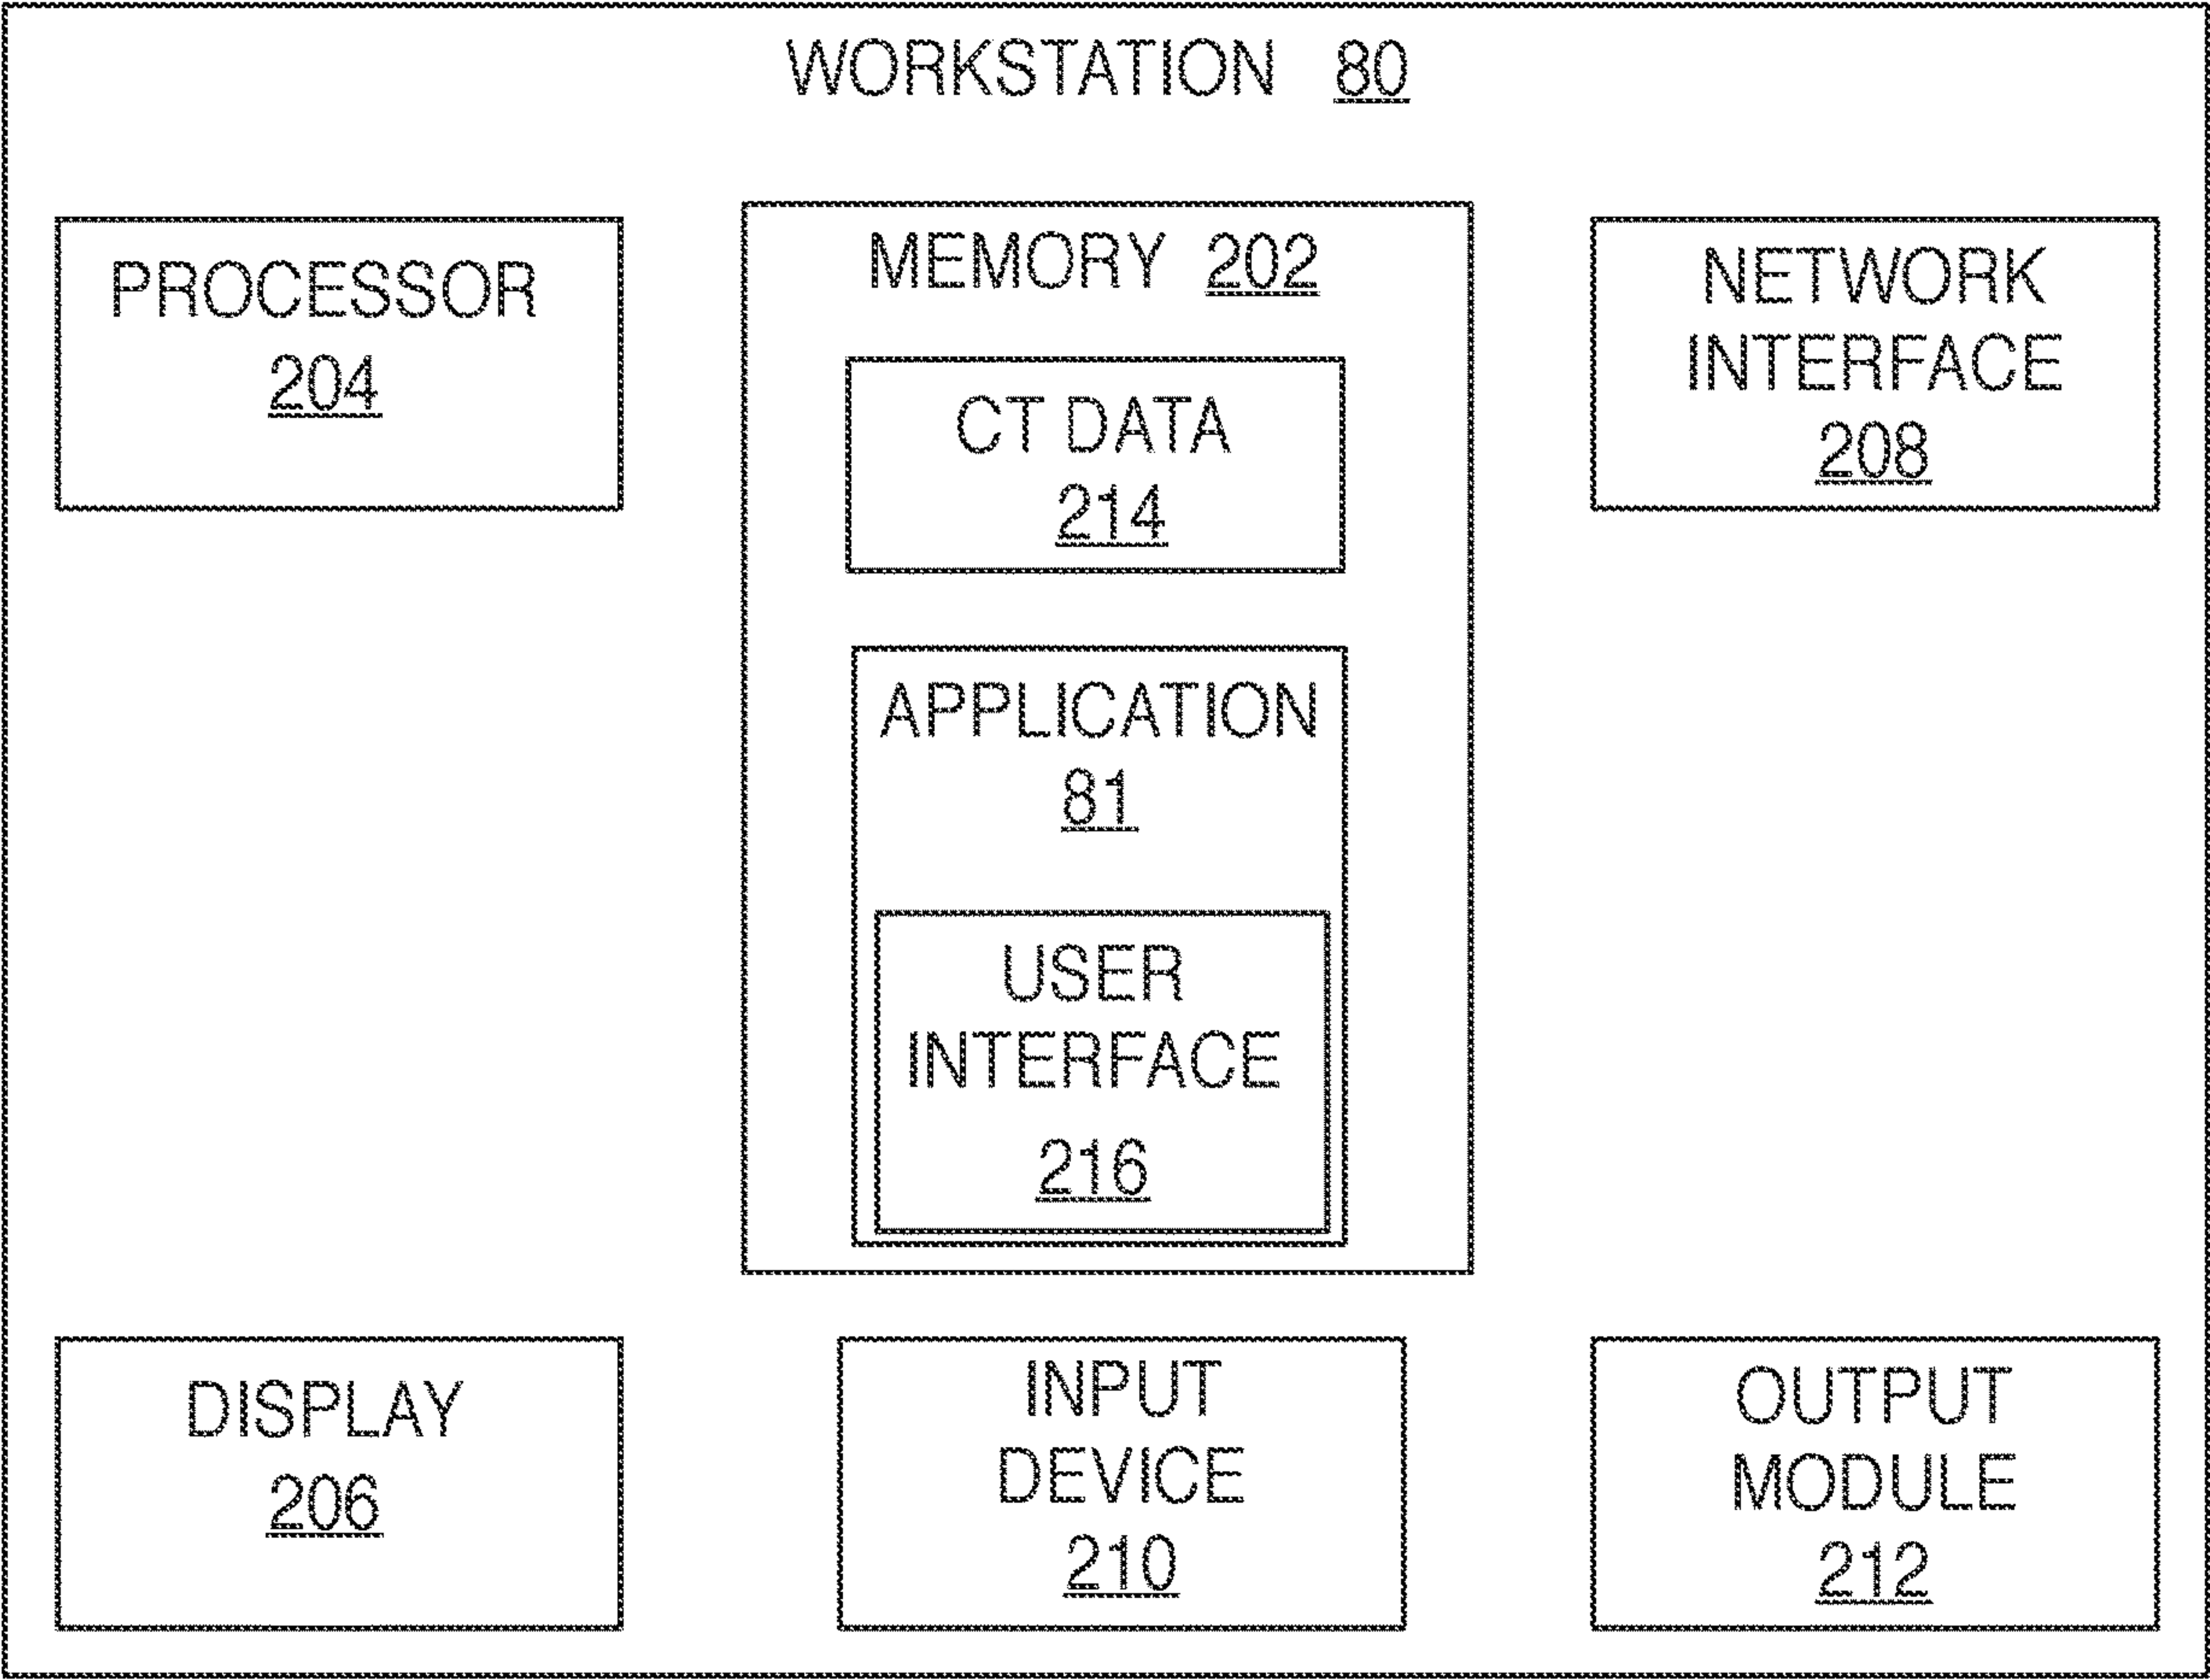 WORKSTATION 80
PROCESSOR
204
MEMORY 202
CT DATA
214
APPLICATION
81
USER
INTERFACE
216
NETWORK
INTERFACE
208
DISPLAY
206
INPUT
DEVICE
210
OUTPUT
MODULE
212